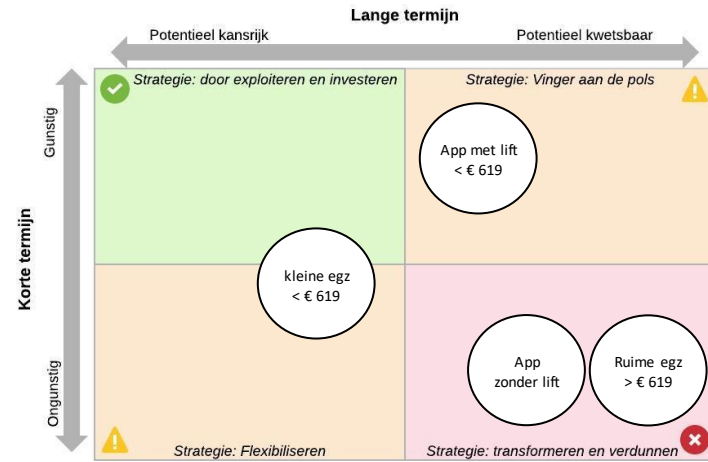 Lange termijn
Potentieel kansrijk
Potentieel kwetsbaar
Strategie: door exploiteren en investeren
Strategie: Vinger aan de pols
Gunstig
App met lift
< € 619
Korte termijn
kleine egz
< € 619
App
zonder lift
Ruime egz
> € 619
Ongunstig
Strategie: Flexibiliseren
Strategie: transformeren en verdunnen